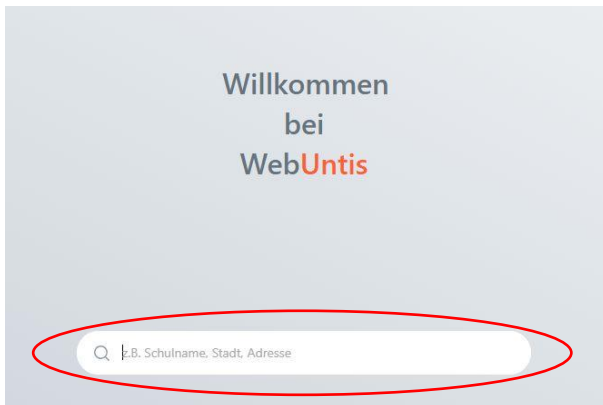 Willkommen
bei
WebUntis
z.B. Schulname, Stadt, Adresse